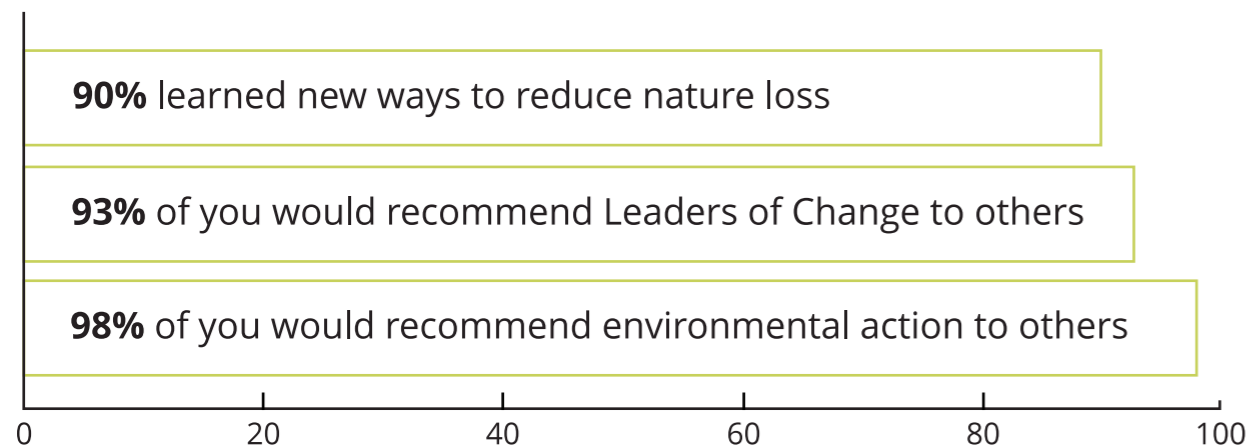 90% learned new ways to reduce nature loss
93% of you would recommend Leaders of Change to others
98% of you would recommend environmental action to others
0 20 40 60 80 100